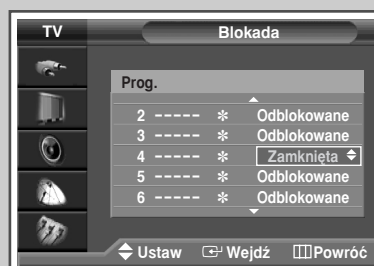 TV Blokada
Prog.
2 ----- ✻ Odblokowane
3 ----- ✻ Odblokowane
4 ----- ✻ Zamknięta
5 ----- ✻ Odblokowane
6 ----- ✻ Odblokowane
Ustaw Wejdź Powróć